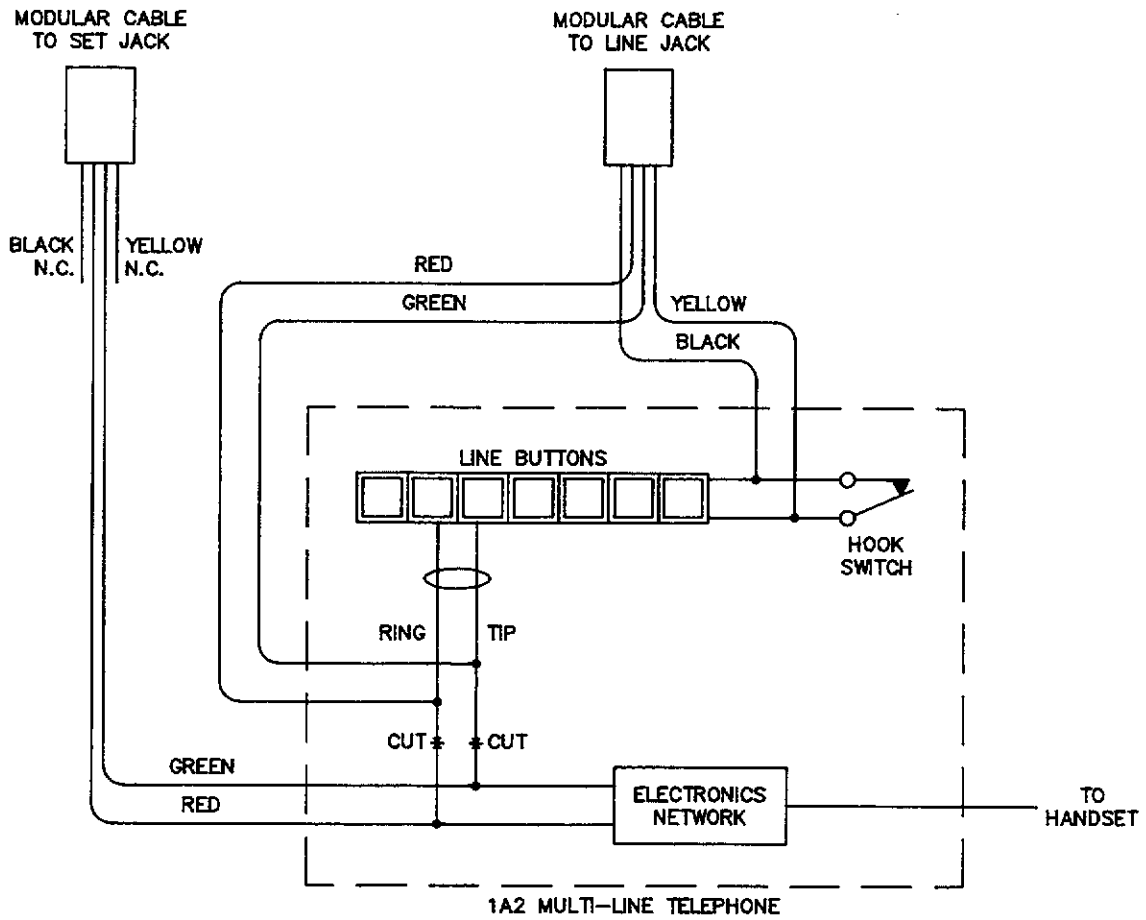 MODULAR CABLE
TO SET JACK
MODULAR CABLE
TO LINE JACK
BLACK
N.C.
YELLOW
N.C.
RED
GREEN
YELLOW
BLACK
LINE BUTTONS
HOOK
SWITCH
RING
TIP
CUT
CUT
GREEN
RED
ELECTRONICS
NETWORK
TO
HANDSET
1A2 MULTI-LINE TELEPHONE